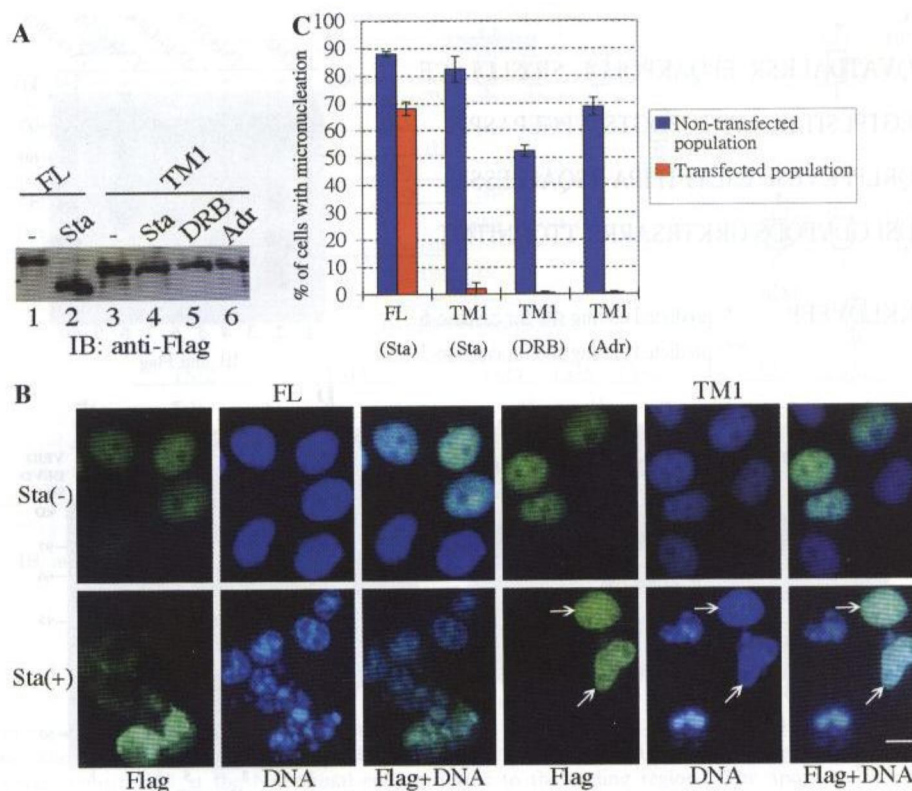 A
FL
TM1
- Sta - Sta DRB Adr
1 2 3 4 5 6
IB: anti-Flag
C
% of cells with micronucleation
90
80
70
60
50
40
30
20
10
0
FL TM1 TM1 TM1
(Sta) (Sta) (DRB) (Adr)
Non-transfected
population
Transfected population
B
FL TM1
Sta(-)
Sta(+)
Flag DNA Flag+DNA Flag DNA Flag+DNA